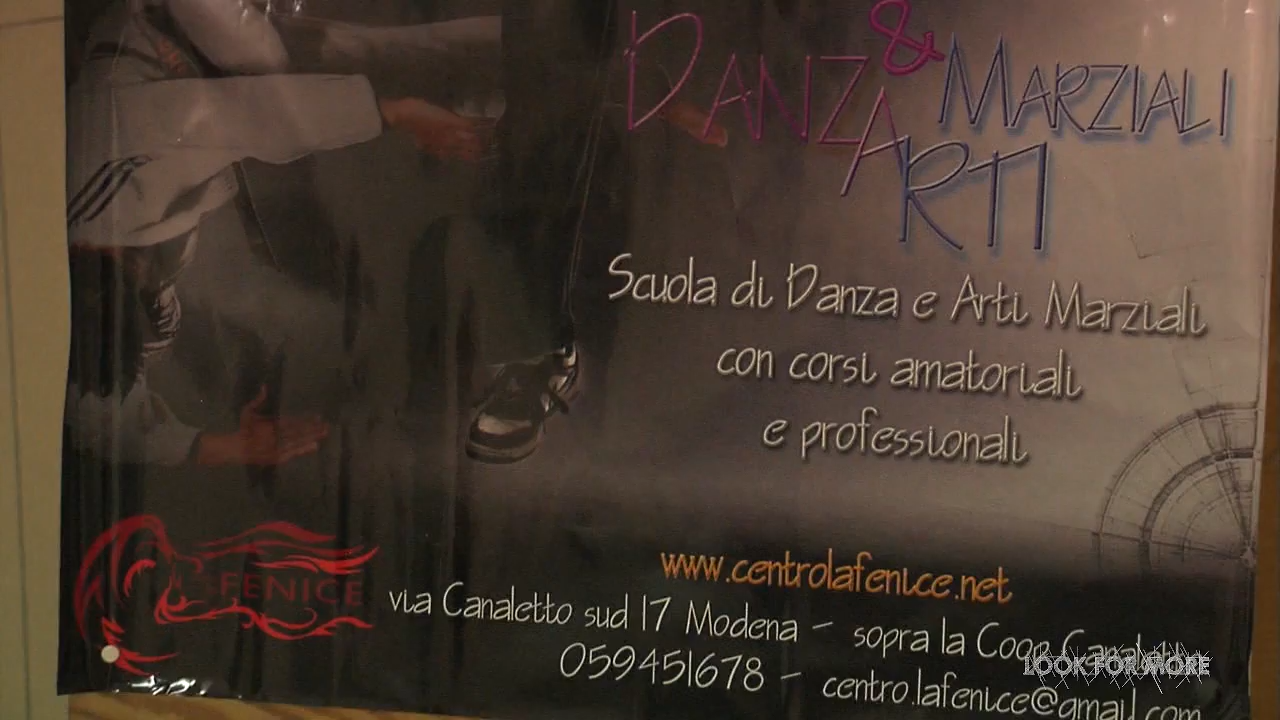 DANZA & ARTI MARZIALI
Scuola di Danza e Arti Marziali
con corsi amatoriali
e professionali
www.centrolafenice.net
FENICE
via Canaletto sud 17 Modena - sopra la Coop Canaletto
059451678 - centro.lafenice@gmail.com
LOOK FOR MORE